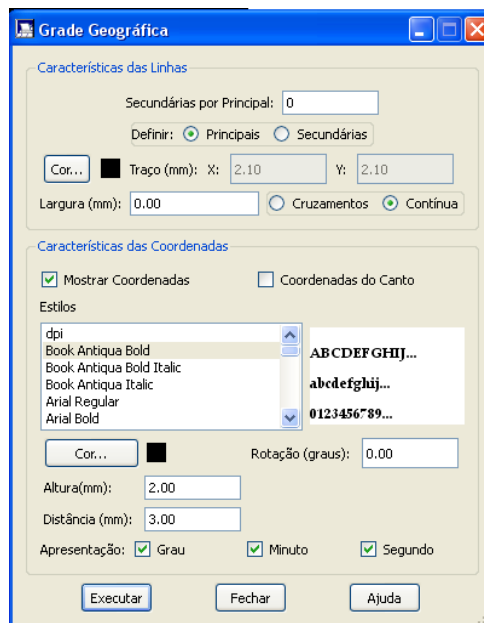 Grade Geográfica
Características das Linhas
Secundárias por Principal: 0
Definir: Principais Secundárias
Cor... Traço (mm): X: 2.10 Y: 2.10
Largura (mm): 0.00 Cruzamentos Contínua
Características das Coordenadas
Mostrar Coordenadas Coordenadas do Canto
Estilos
dpi
Book Antiqua Bold
Book Antiqua Bold Italic
Book Antiqua Italic
Arial Regular
Arial Bold
ABCDEFGHIJ...
abcdefghij...
0123456789...
Cor... Rotação (graus): 0.00
Altura(mm): 2.00
Distância (mm): 3.00
Apresentação: Grau Minuto Segundo
Executar Fechar Ajuda